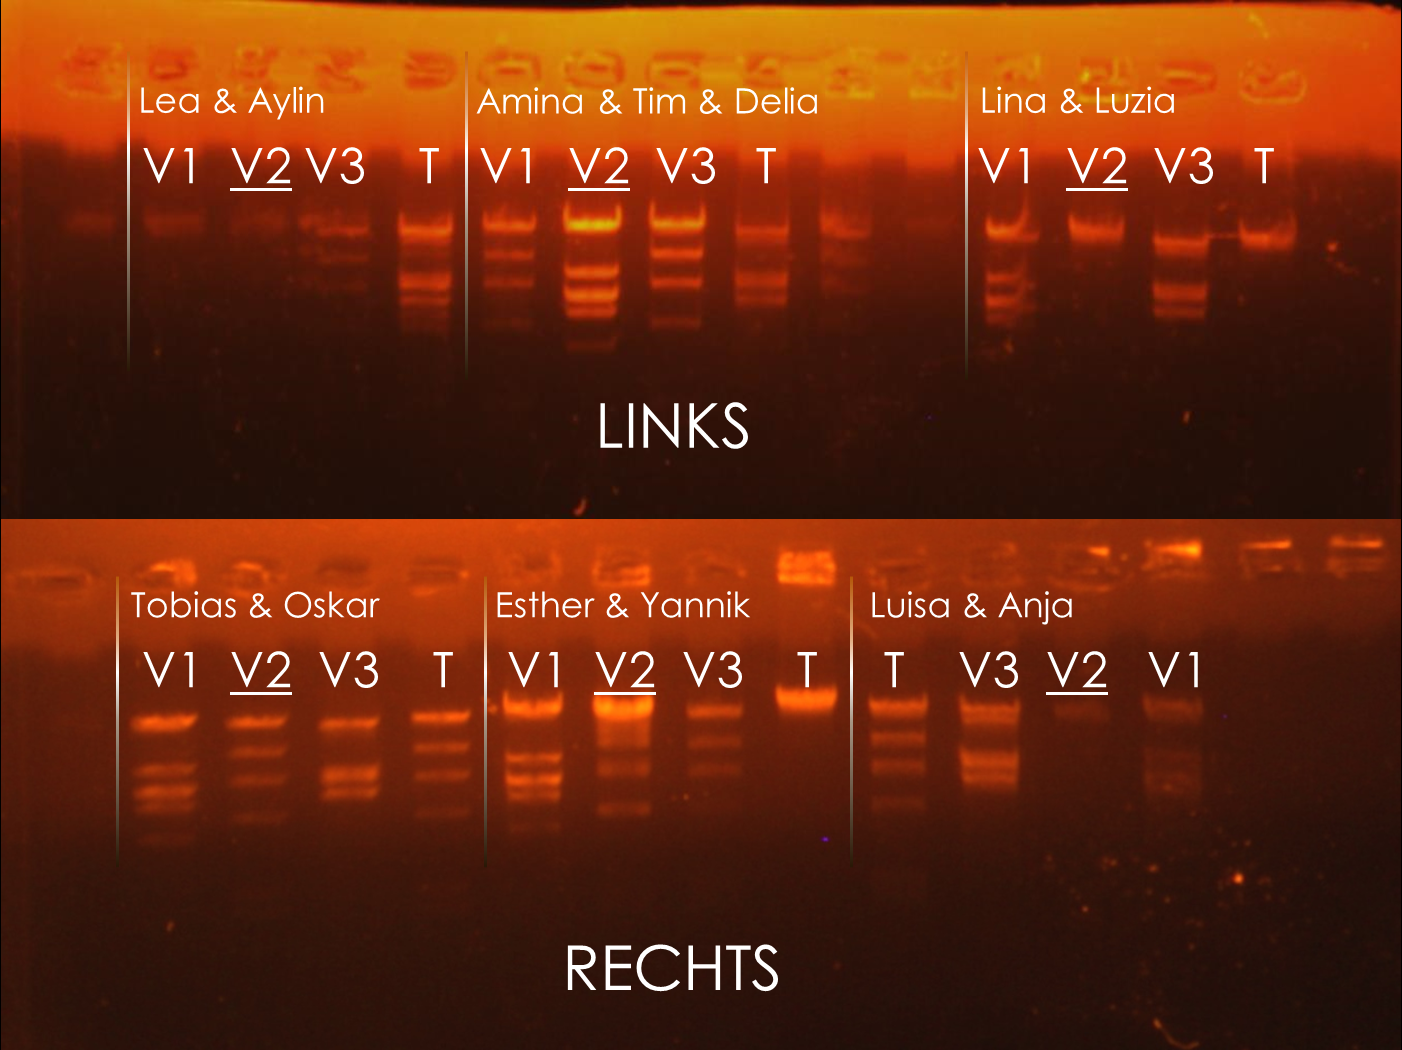 Lea & Aylin
V1 V2 V3 T
Amina & Tim & Delia
V1 V2 V3 T
Lina & Luzia
V1 V2 V3 T
LINKS
Tobias & Oskar
V1 V2 V3 T
Esther & Yannik
V1 V2 V3 T
Luisa & Anja
T V3 V2 V1
RECHTS